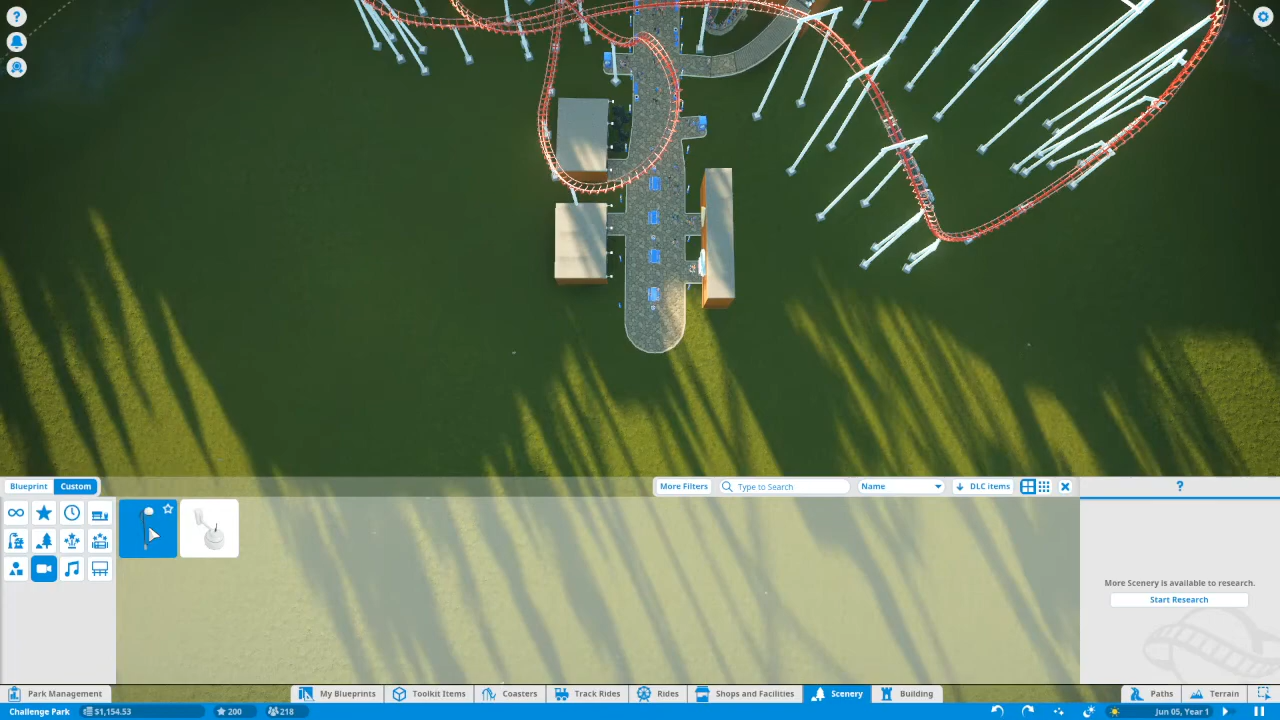 Blueprint Custom More Filters Type to Search Name DLC items
More Scenery is available to research.
Start Research
Park Management My Blueprints Toolkit Items Coasters Track Rides Rides Shops and Facilities Scenery Building Paths Terrain
Challenge Park $1,154.53 200 218 Jun 05, Year 1